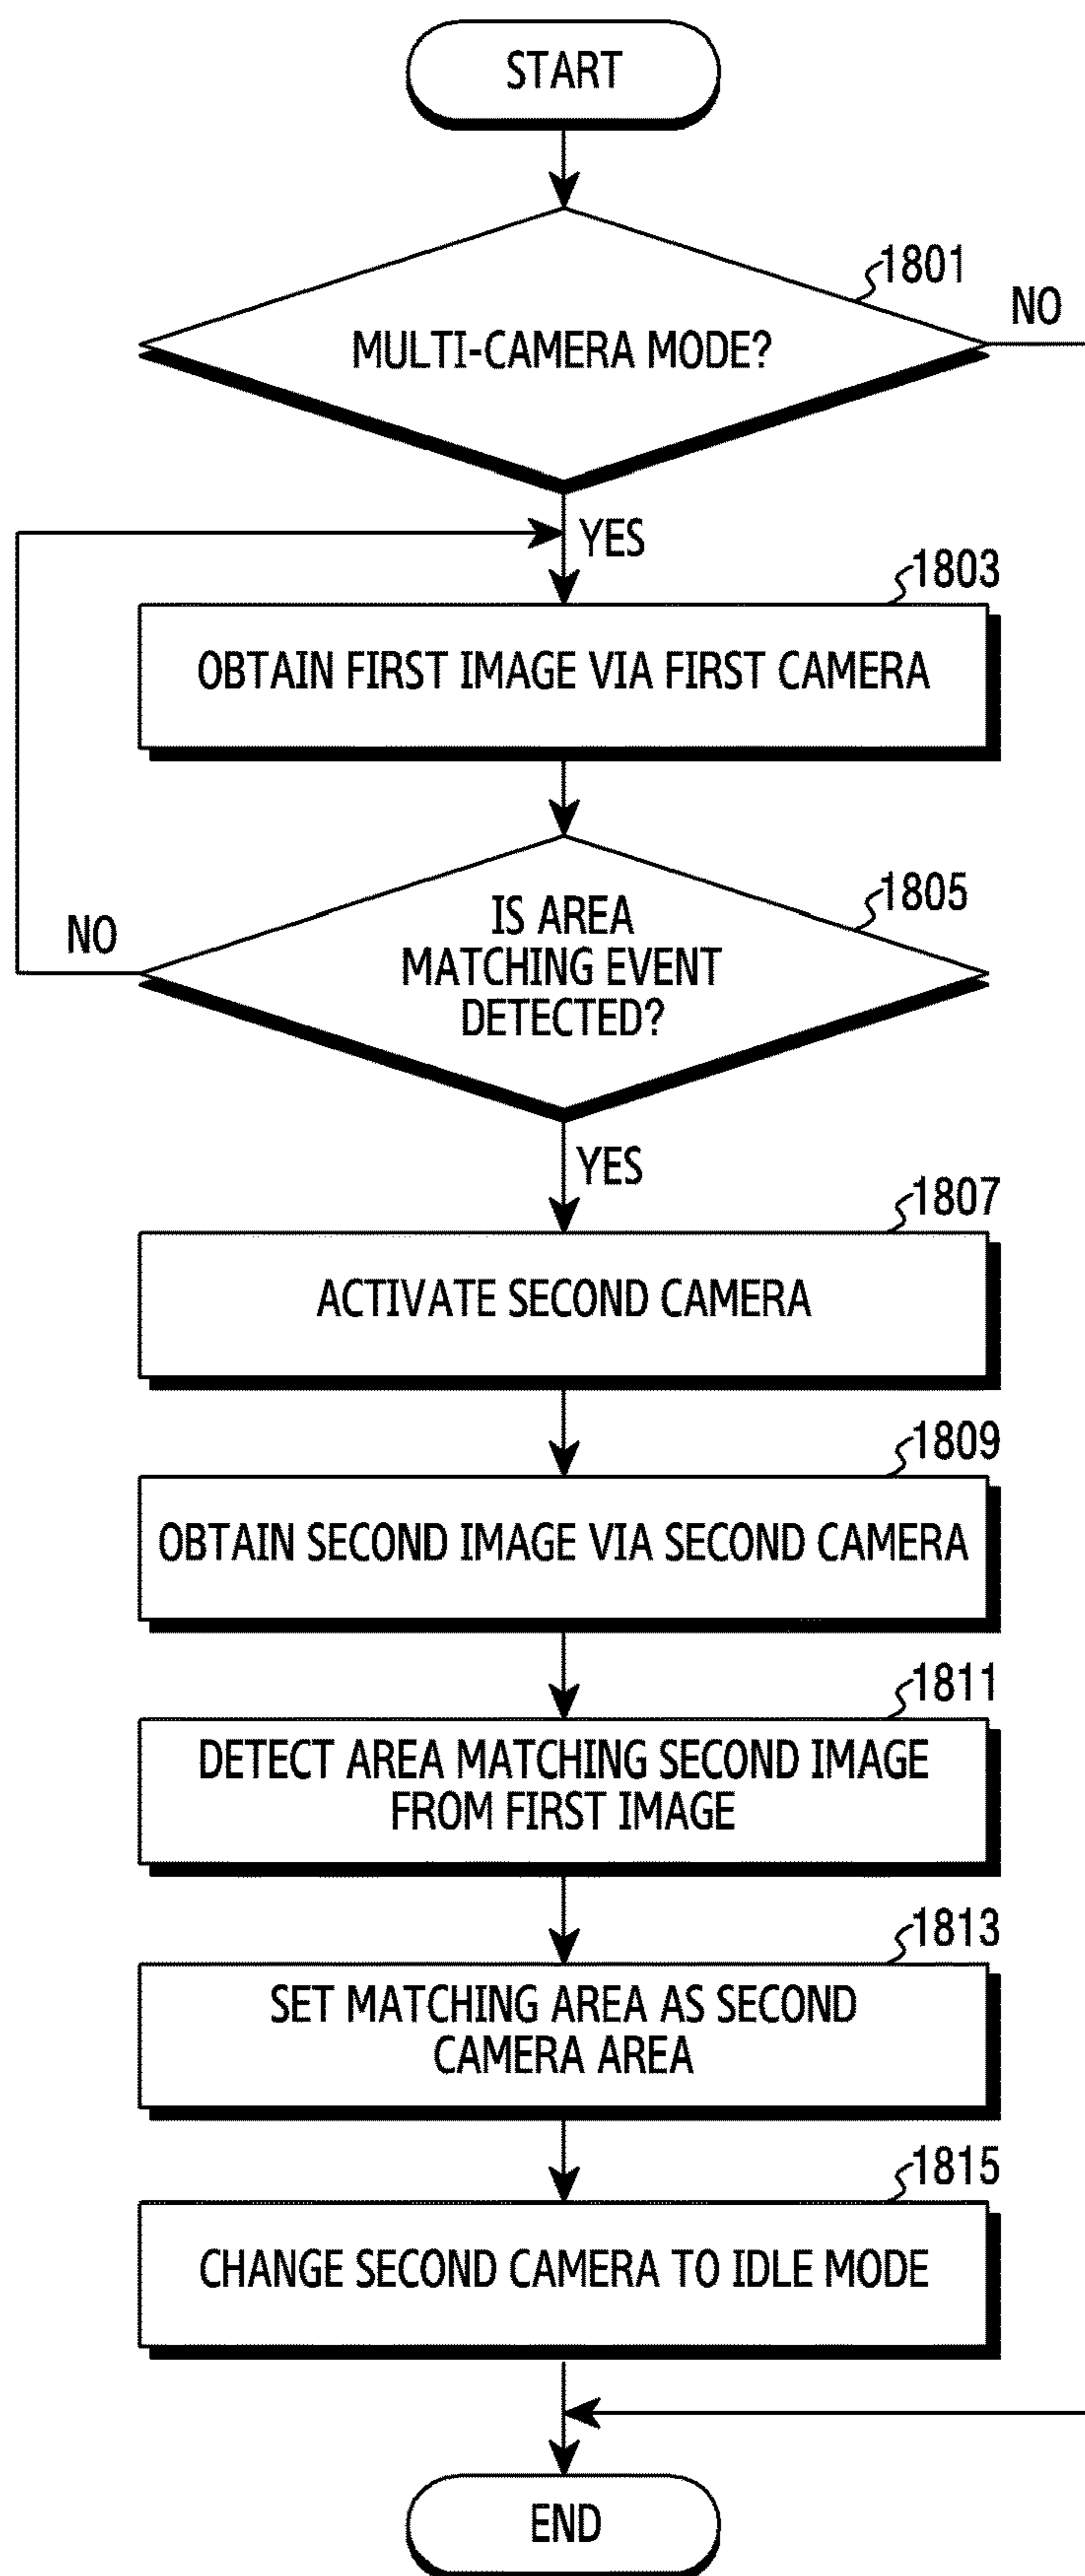 START
1801
NO
MULTI-CAMERA MODE?
YES
1803
OBTAIN FIRST IMAGE VIA FIRST CAMERA
1805
IS AREA
MATCHING EVENT
DETECTED?
NO
YES
1807
ACTIVATE SECOND CAMERA
1809
OBTAIN SECOND IMAGE VIA SECOND CAMERA
1811
DETECT AREA MATCHING SECOND IMAGE
FROM FIRST IMAGE
1813
SET MATCHING AREA AS SECOND
CAMERA AREA
1815
CHANGE SECOND CAMERA TO IDLE MODE
END